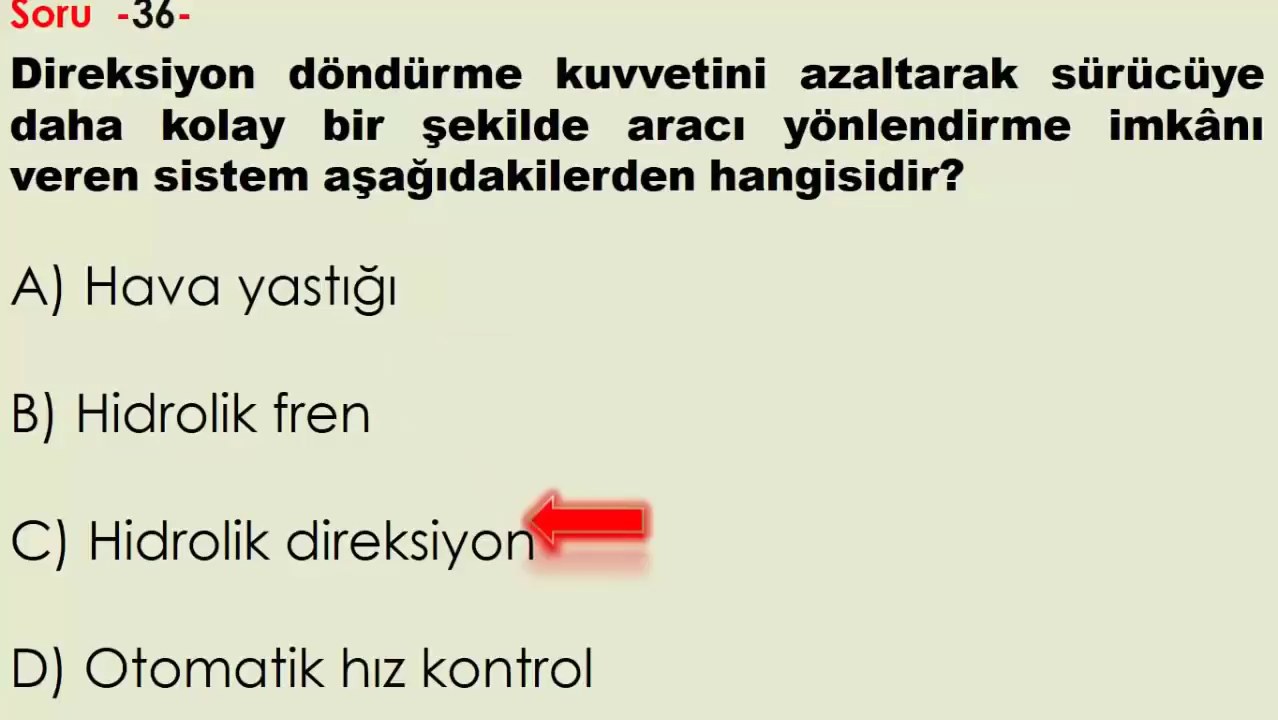 Soru -36-
Direksiyon döndürme kuvvetini azaltarak sürücüye
daha kolay bir şekilde aracı yönlendirme imkânı
veren sistem aşağıdakilerden hangisidir?
A) Hava yastığı
B) Hidrolik fren
C) Hidrolik direksiyon
D) Otomatik hız kontrol